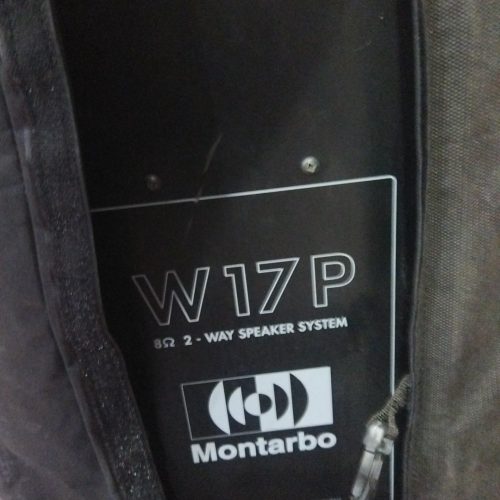 W17P
8Ω 2-WAY SPEAKER SYSTEM
Montarbo